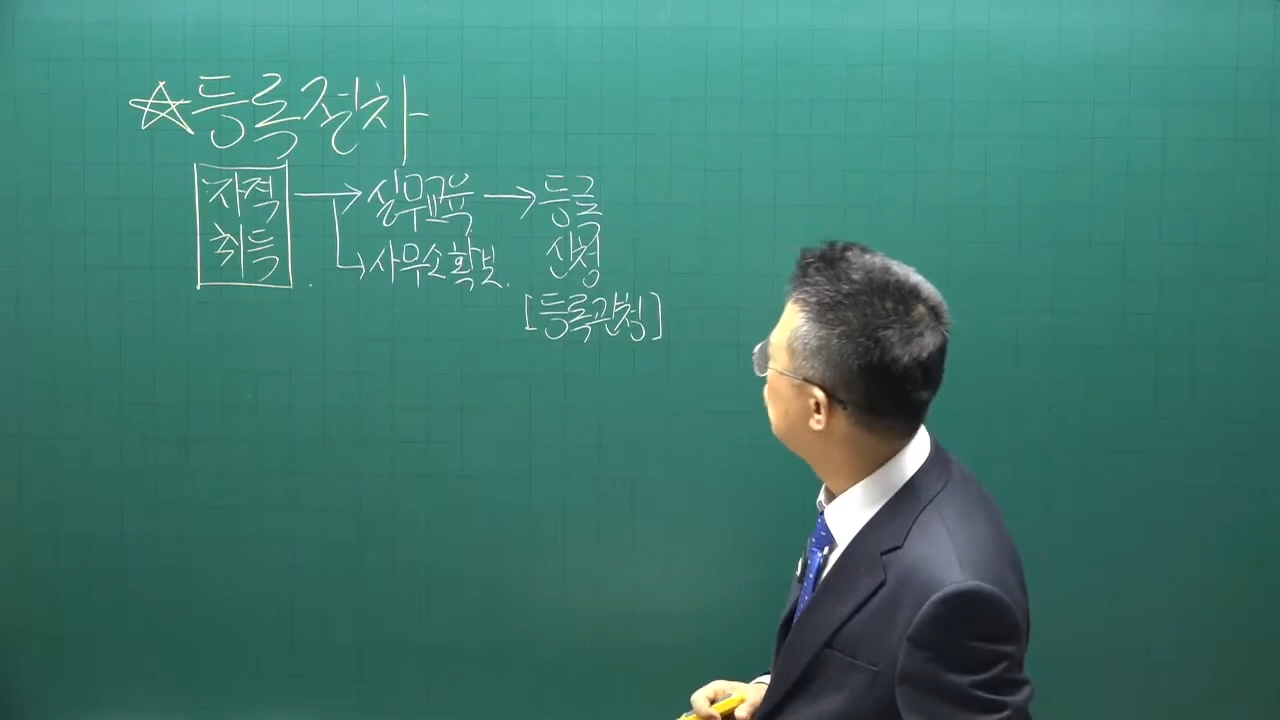 ☆등록절차
자격 → 실무교육 → 등록
취득 → 사무소확보. 신청
[등록관청]